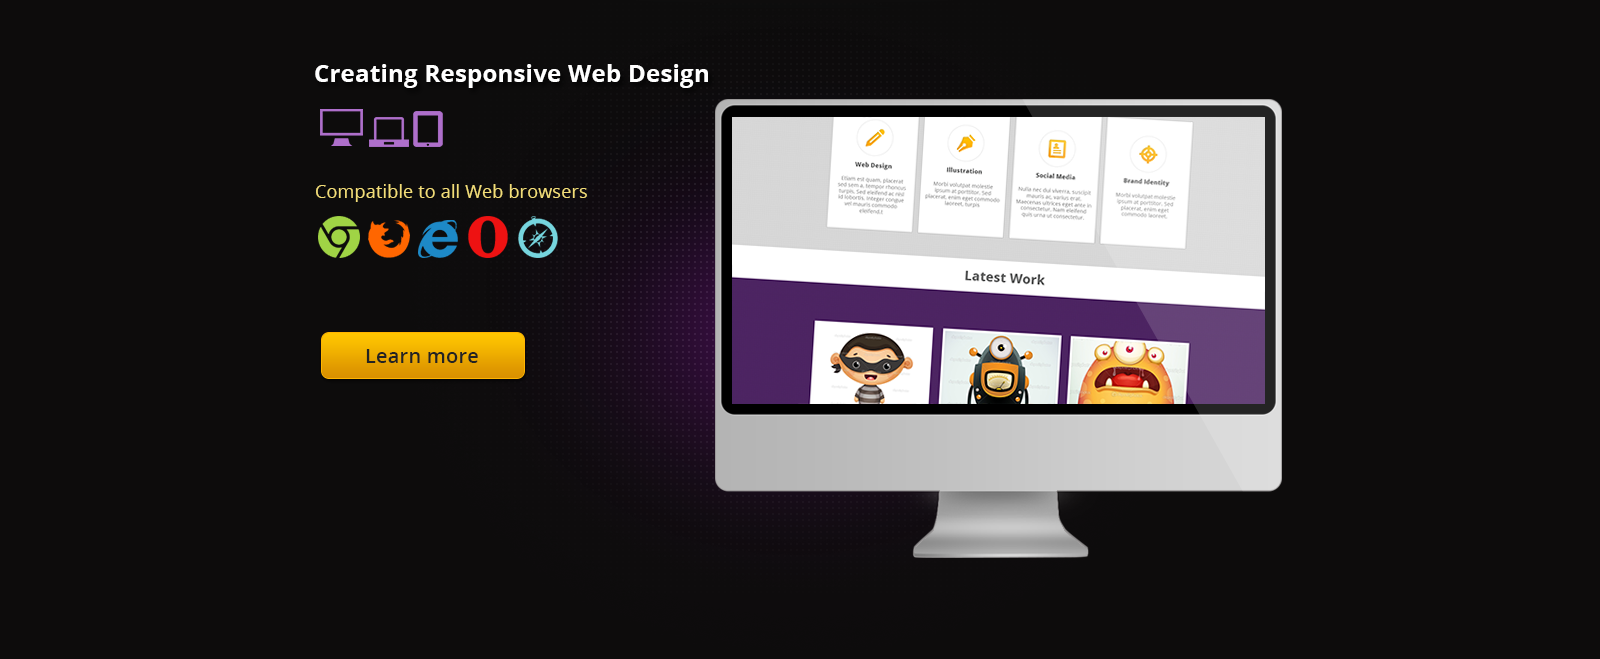 Creating Responsive Web Design
Compatible to all Web browsers
Learn more
Web Design
Etiam est quam, placerat
sed sem a, tempor rhonous
turpis. Sed eleifend ac red
id lobortis, integer congue
vel mauris commodo
eleifend.t
Illustration
Morbi volutpat molestie
ipsum at porttitor. Sed
placerat, enim eget commodo
laoreet, turpis
Social Media
Nulla nec dui viverra, suscipit
mauris ac, varius erat.
Maecenas ultrices eget ante in
consectetur. Nam eleifend
quis urna ut consectetur.
Brand Identity
Morbi volutpat molestie
ipsum at porttitor. Sed
placerat, enim eget
commodo laoreet.
Latest Work